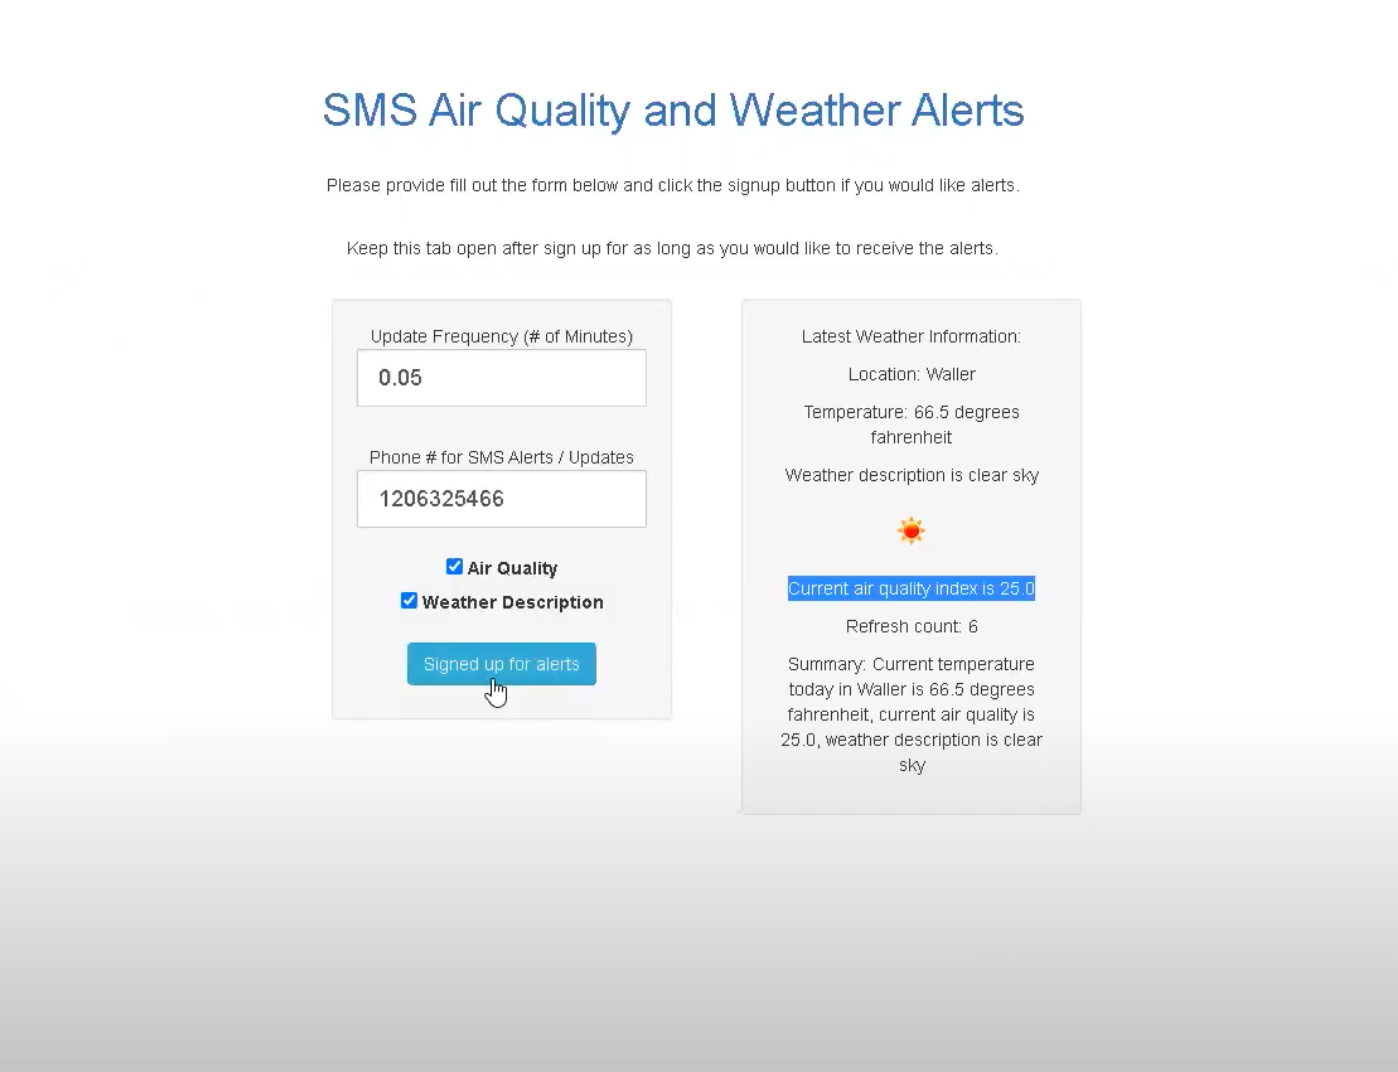 SMS Air Quality and Weather Alerts
Please provide fill out the form below and click the signup button if you would like alerts.
Keep this tab open after sign up for as long as you would like to receive the alerts.
Update Frequency (# of Minutes)
0.05
Phone # for SMS Alerts / Updates
1206325466
Air Quality
Weather Description
Signed up for alerts
Latest Weather Information:
Location: Waller
Temperature: 66.5 degrees
fahrenheit
Weather description is clear sky
Current air quality index is 25.0
Refresh count: 6
Summary: Current temperature
today in Waller is 66.5 degrees
fahrenheit, current air quality is
25.0, weather description is clear
sky